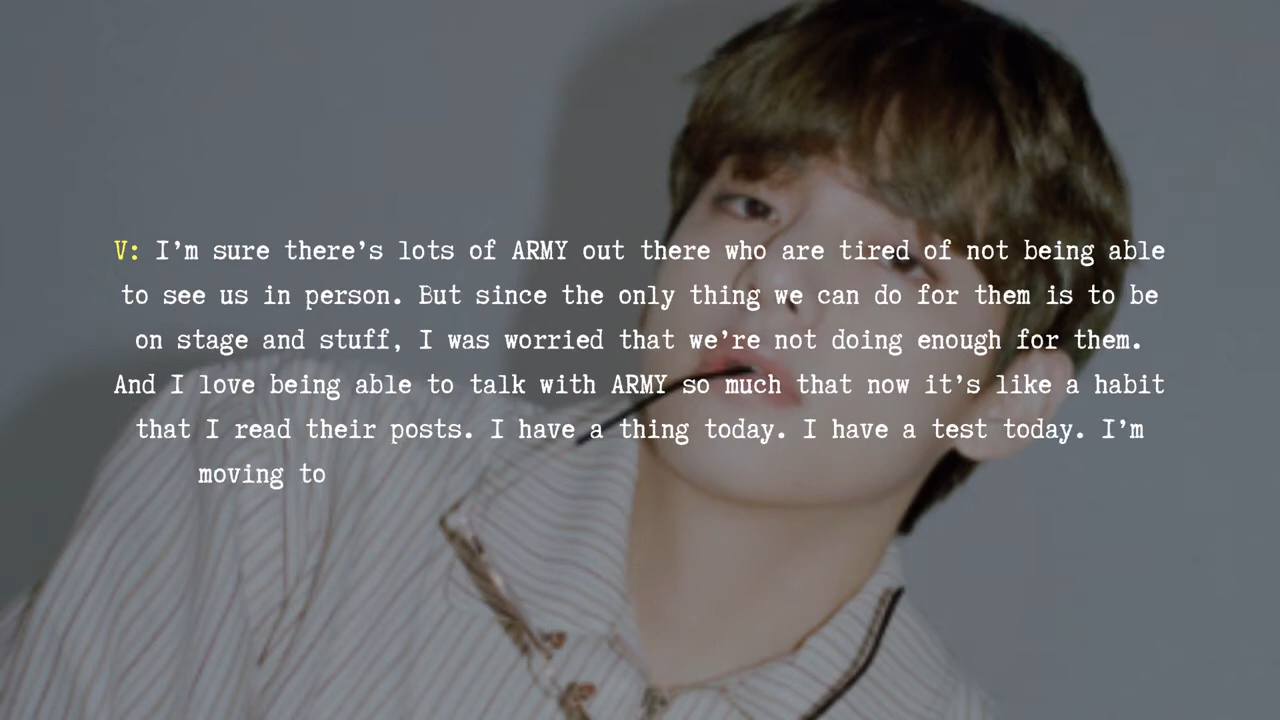 V: I'm sure there's lots of ARMY out there who are tired of not being able
to see us in person. But since the only thing we can do for them is to be
on stage and stuff, I was worried that we're not doing enough for them.
And I love being able to talk with ARMY so much that now it's like a habit
that I read their posts. I have a thing today. I have a test today. I'm
moving to